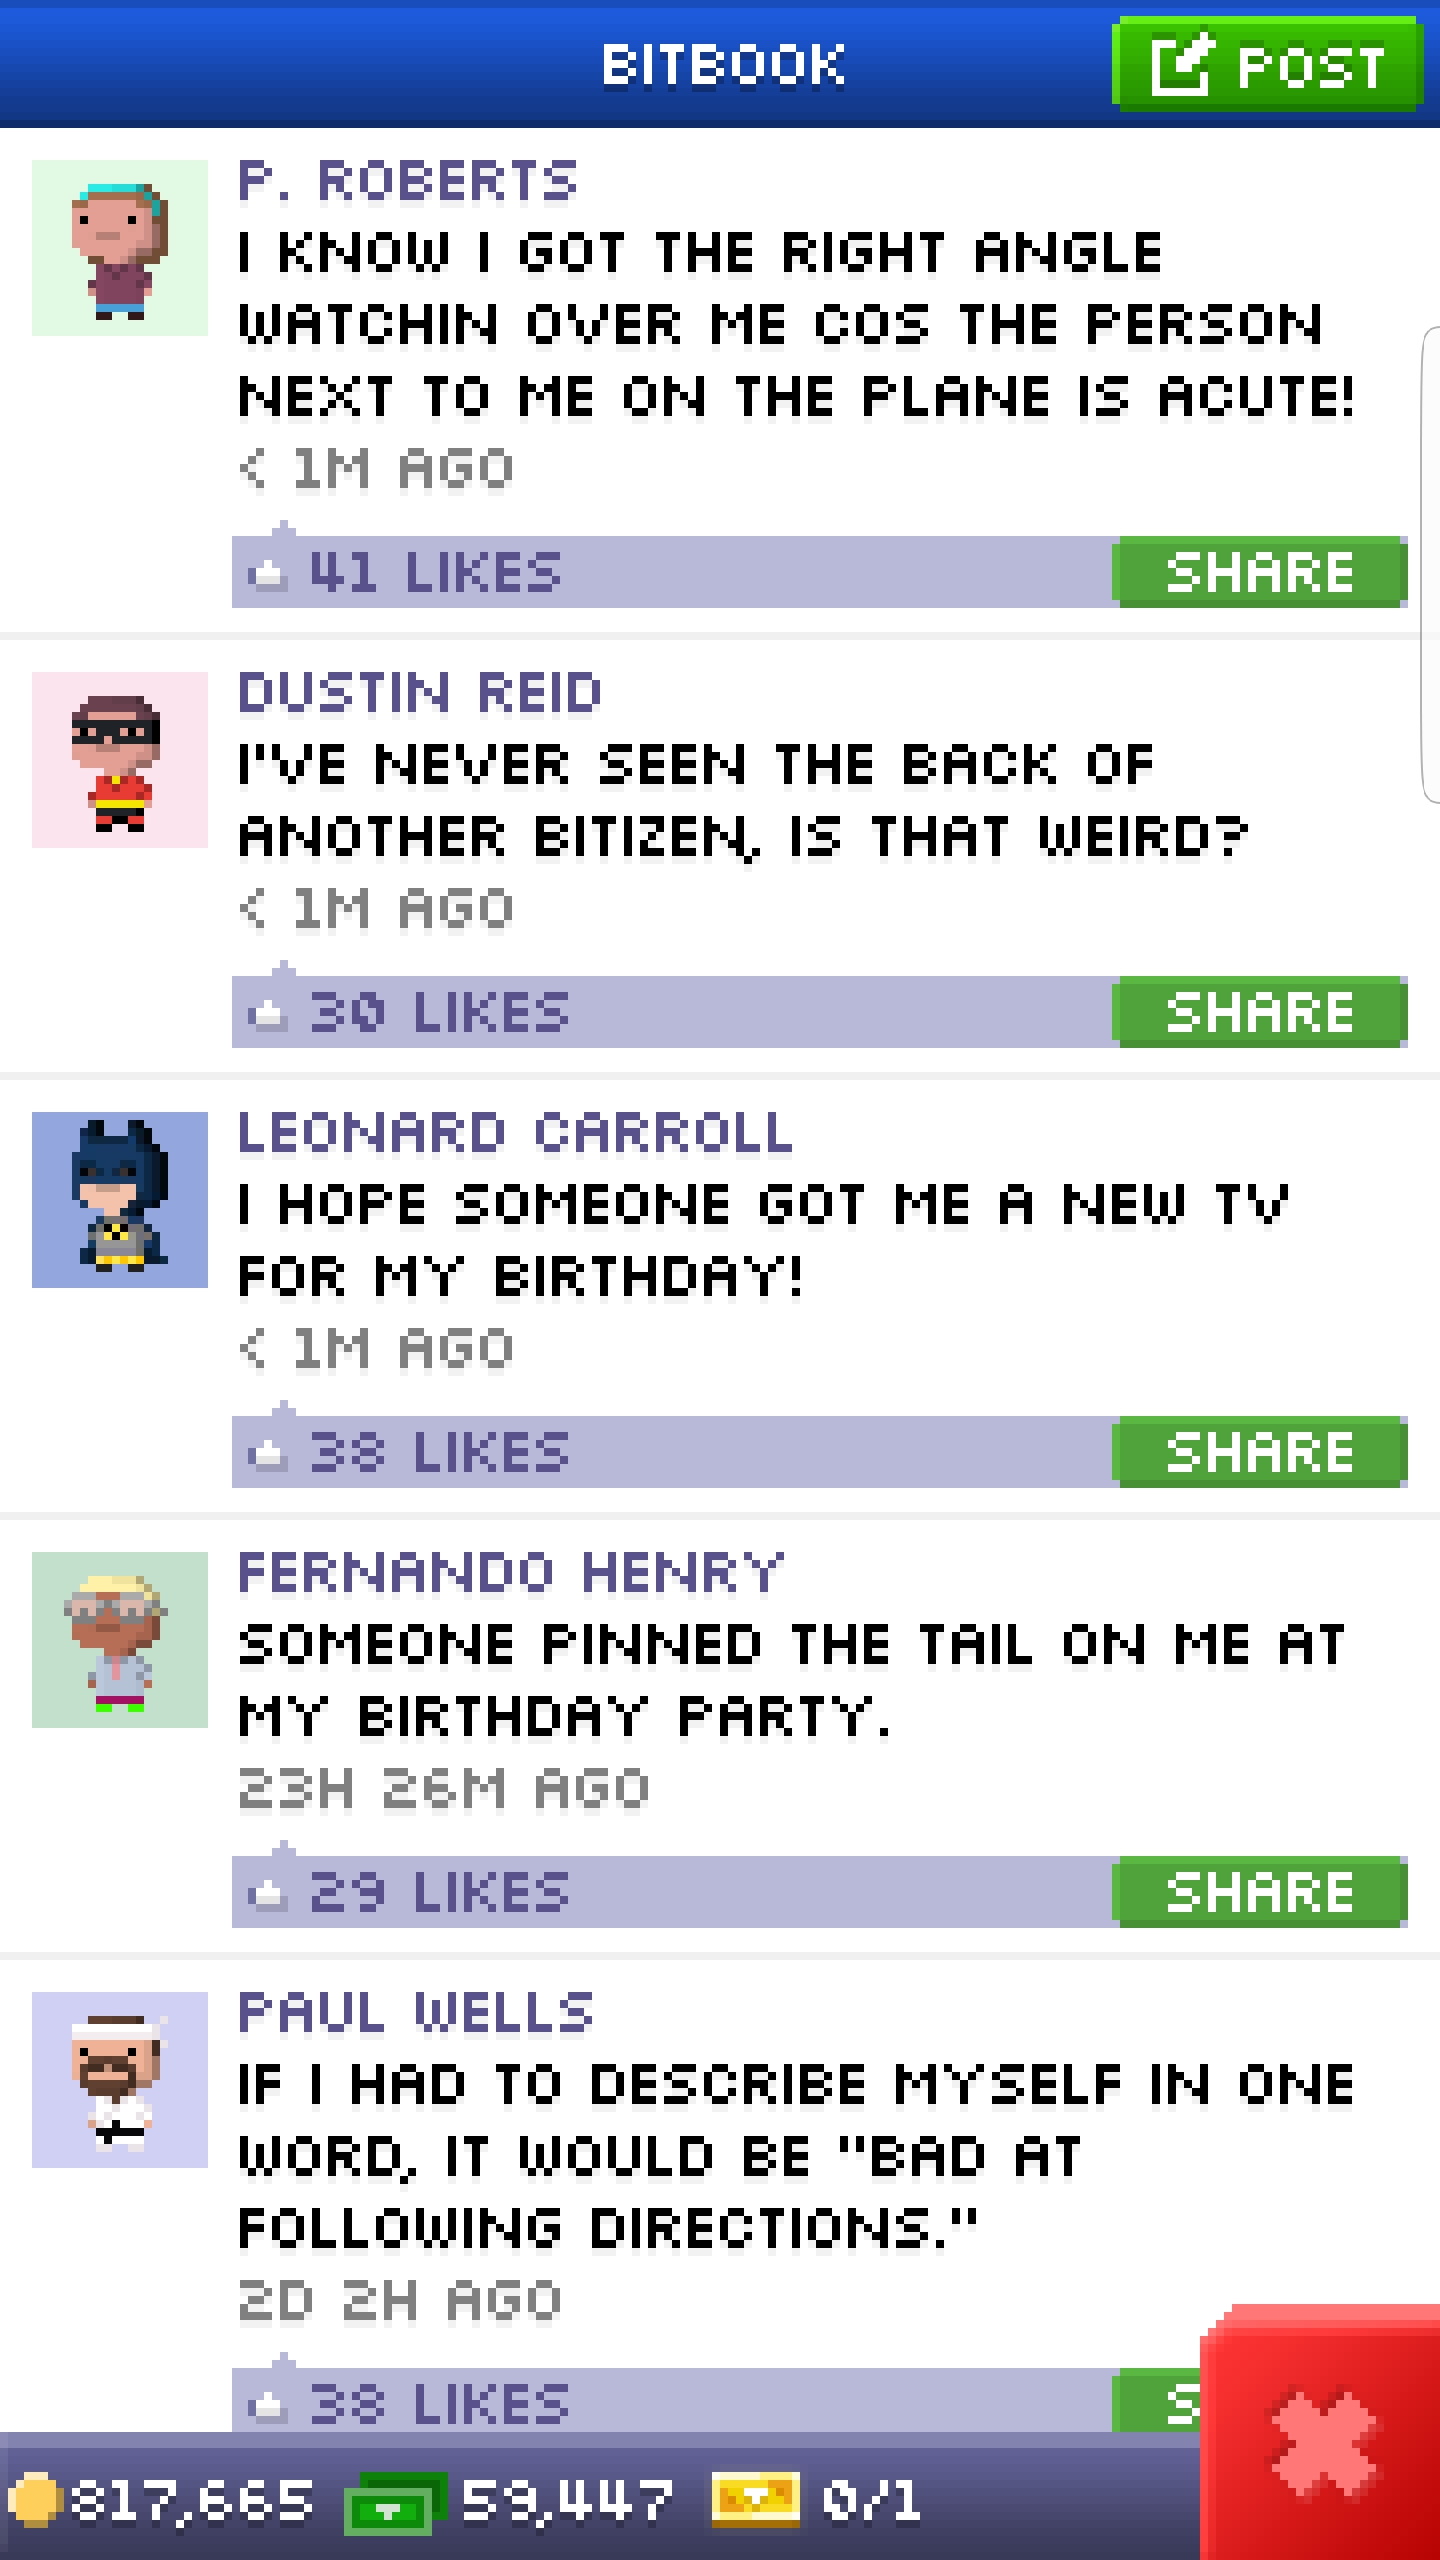 BITBOOK
POST
P. ROBERTS
I KNOW I GOT THE RIGHT ANGLE
WATCHIN OVER ME COS THE PERSON
NEXT TO ME ON THE PLANE IS ACUTE!
< 1M AGO
41 LIKES
SHARE
DUSTIN REID
I'VE NEVER SEEN THE BACK OF
ANOTHER BITIZEN, IS THAT WEIRD?
< 1M AGO
30 LIKES
SHARE
LEONARD CARROLL
I HOPE SOMEONE GOT ME A NEW TV
FOR MY BIRTHDAY!
< 1M AGO
38 LIKES
SHARE
FERNANDO HENRY
SOMEONE PINNED THE TAIL ON ME AT
MY BIRTHDAY PARTY.
23H 26M AGO
29 LIKES
SHARE
PAUL WELLS
IF I HAD TO DESCRIBE MYSELF IN ONE
WORD, IT WOULD BE "BAD AT
FOLLOWING DIRECTIONS."
2D 2H AGO
38 LIKES
S
817,665
59,447
0/1